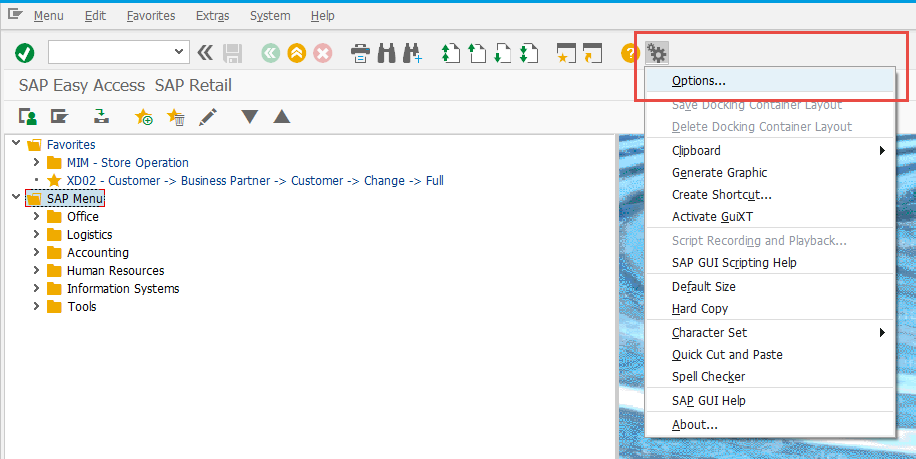 Menu Edit Favorites Extras System Help
SAP Easy Access SAP Retail
Options...
Save Docking Container Layout
Delete Docking Container Layout
Clipboard
Generate Graphic
Create Shortcut...
Activate GuiXT
Script Recording and Playback...
SAP GUI Scripting Help
Default Size
Hard Copy
Character Set
Quick Cut and Paste
Spell Checker
SAP GUI Help
About...
Favorites
MIM - Store Operation
XD02 - Customer -> Business Partner -> Customer -> Change -> Full
SAP Menu
Office
Logistics
Accounting
Human Resources
Information Systems
Tools